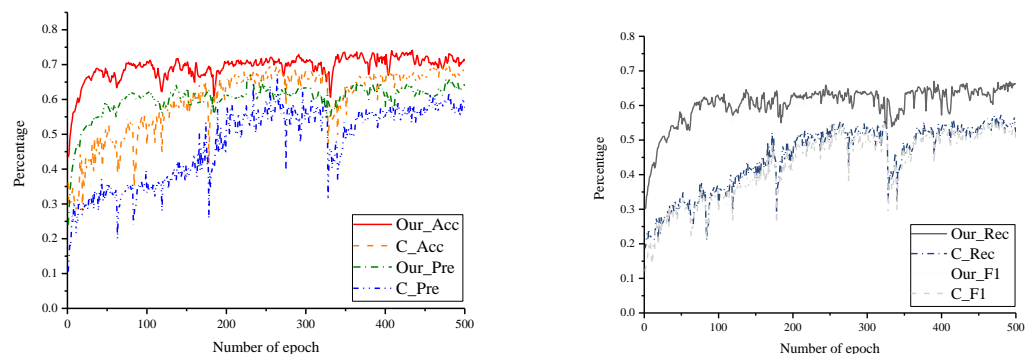 0.8
0.7
0.6
0.5
0.4
0.3
0.2
0.1
0.0
Percentage
0 100 200 300 400 500
Number of epoch
Our_Acc
C_Acc
Our_Pre
C_Pre
0.8
0.7
0.6
0.5
0.4
0.3
0.2
0.1
0.0
Percentage
0 100 200 300 400 500
Number of epoch
Our_Rec
C_Rec
Our_F1
C_F1